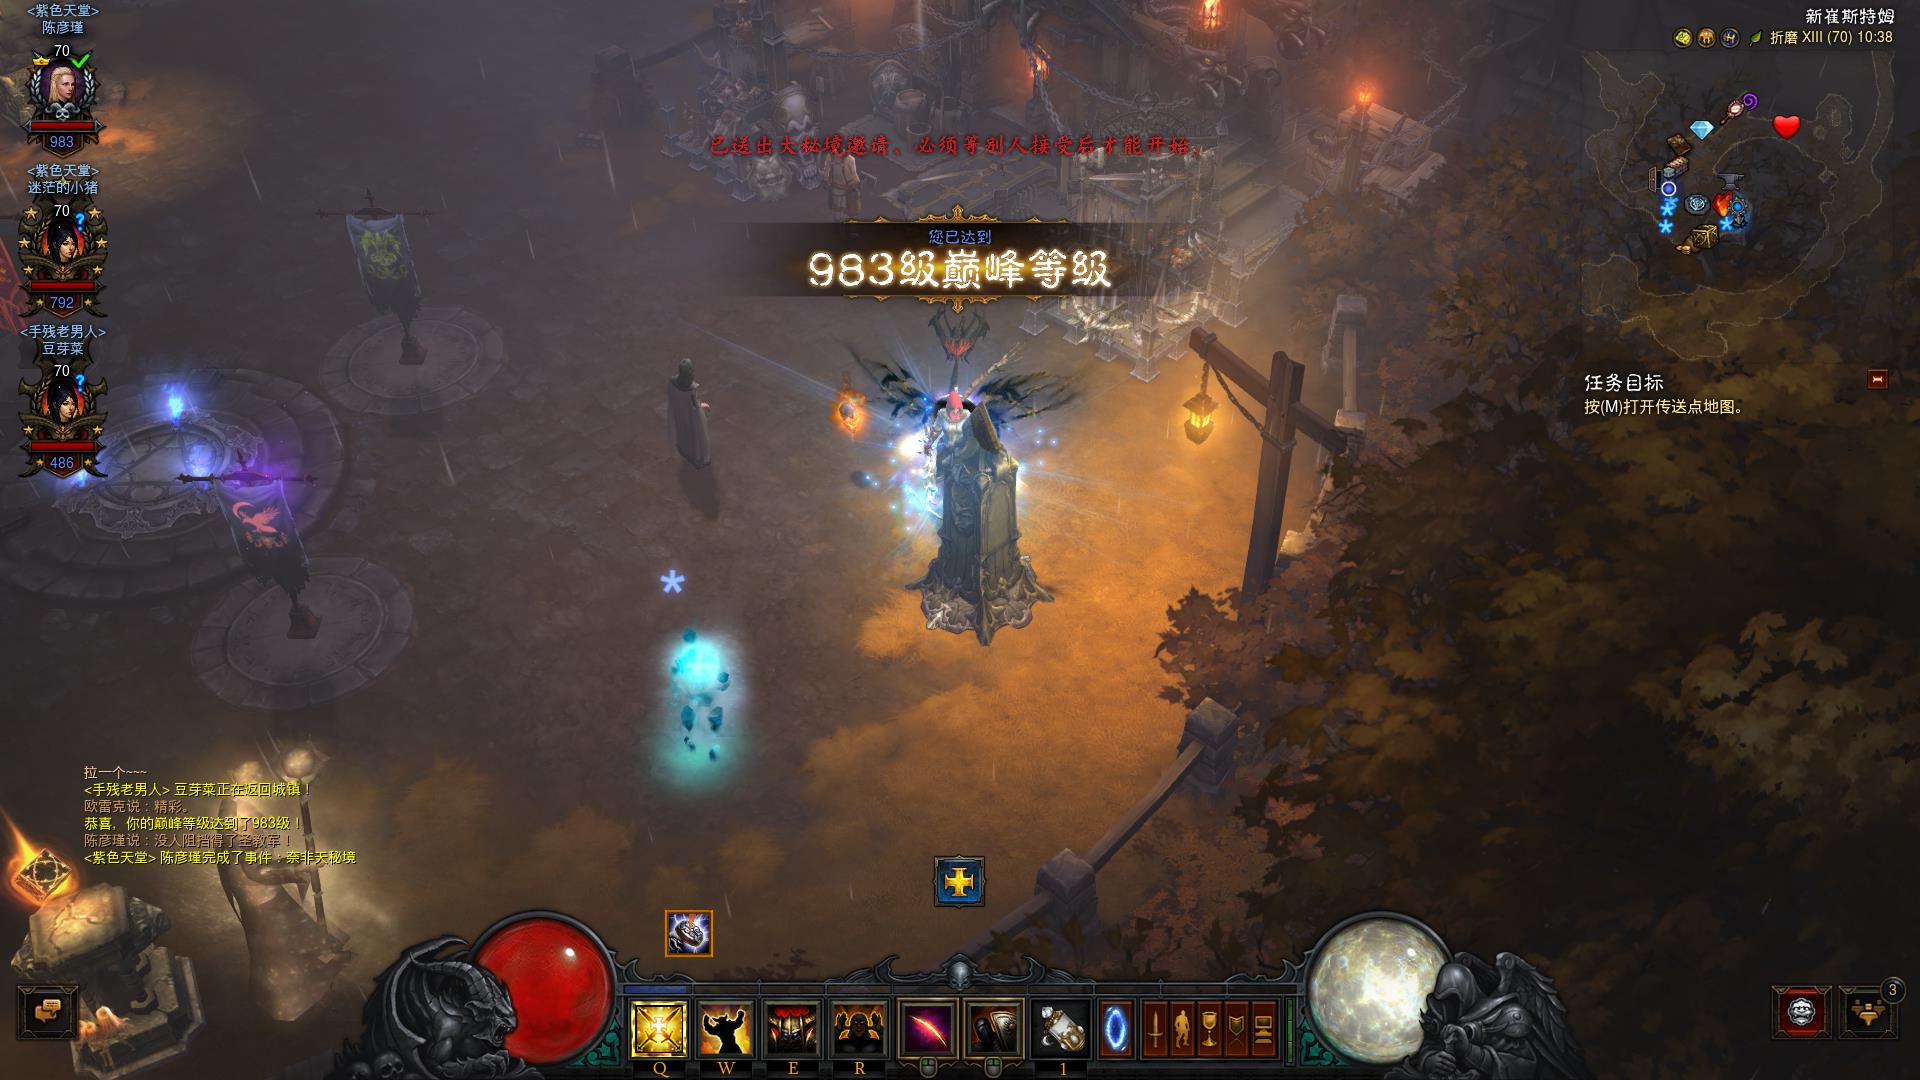 <紫色天堂>
陈彦瑾
70
983
<紫色天堂>
迷茫的小猪
70
?
792
<手残老男人>
豆芽菜
70
?
486
新崔斯特姆
折磨 XIII (70) 10:38
已送出大秘境邀请。必须等别人接受后才能开始。
您已达到
983级巅峰等级
任务目标
按(M)打开传送点地图。
拉一个~~~
<手残老男人> 豆芽菜正在返回城镇！
欧雷克说：精彩。
恭喜，你的巅峰等级达到了983级！
陈彦瑾说：没人阻挡得了圣教军！
<紫色天堂> 陈彦瑾完成了事件：奈非天秘境
Q W E R 1
3